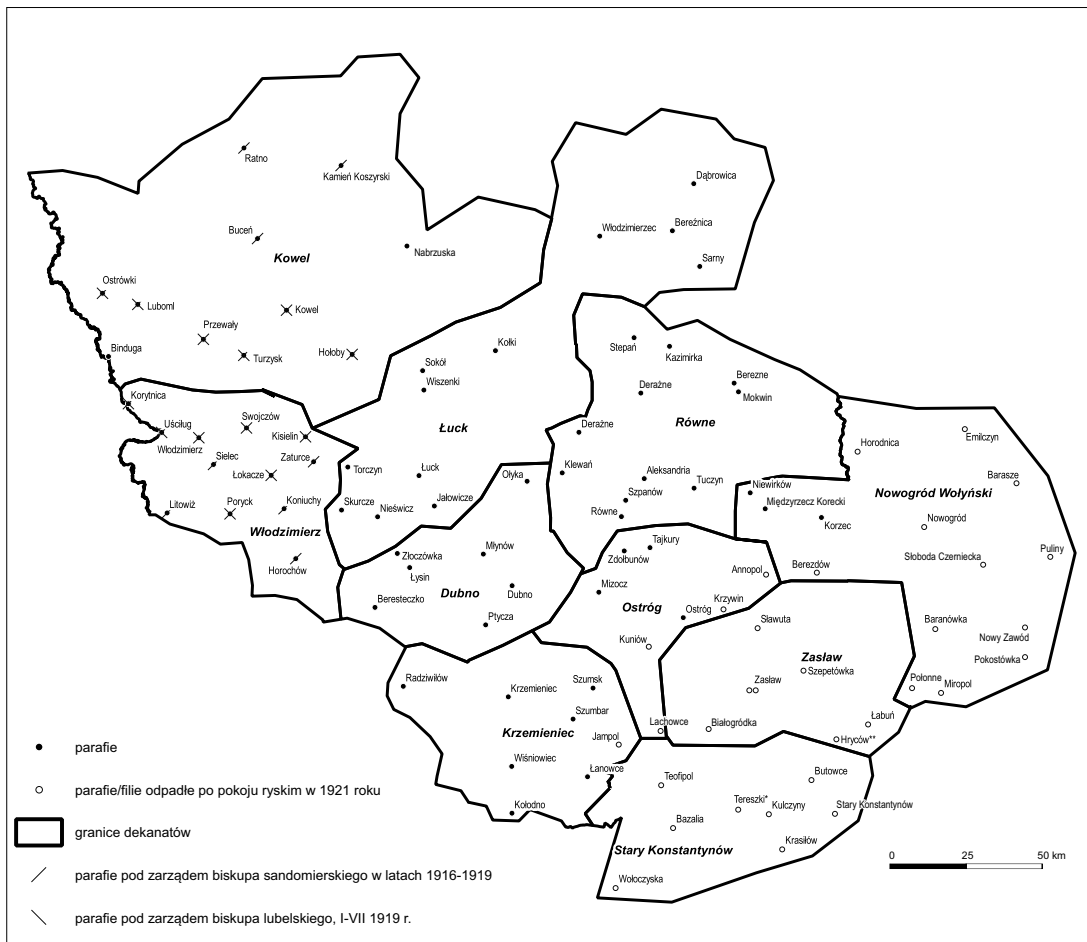 Ratno
Kamień Koszyrski
Dąbrowica
Bereźnica
Włodzimierzec
Buceń
Nabrzuska
Kowel
Sarny
Ostrówki
Luboml
Kowel
Przewały
Turzysk
Hołoby
Binduga
Kołki
Sokół
Wiszenki
Stepań
Kazimirka
Berezne
Mokwin
Derażne
Korytnica
Uściług
Włodzimierz
Swojczów
Kisielin
Sielec
Zaturce
Łokacze
Litowiż
Poryck
Koniuchy
Włodzimierz
Horochów
Łuck
Torczyn
Łuck
Ołyka
Skurcze
Nieświcz
Jałowicze
Równe
Derażne
Klewań
Aleksandria
Szpanów
Tuczyn
Równe
Niewirków
Międzyrzecz Korecki
Korzec
Horodnica
Emilczyn
Barasze
Nowogród Wołyński
Nowogród
Słoboda Czerniecka
Puliny
Berezdów
Baranówka
Nowy Zawód
Pokostówka
Połonne
Miropol
Złoczówka
Łysin
Młynów
Beresteczko
Dubno
Dubno
Ptycza
Tajkury
Zdołbunów
Mizocz
Annopol
Krzywin
Ostróg
Ostróg
Kuniów
Sławuta
Zasław
Szepetówka
Zasław
Białogródka
Łabuń
Hryców**
Lachowce
Radziwiłów
Krzemieniec
Szumsk
Szumbar
Krzemieniec
Jampol
Wiśniowiec
Łanowce
Kołodno
Teofipol
Butowce
Tereszki*
Kulczyny
Stary Konstantynów
Bazalia
Krasiłów
Stary Konstantynów
Wołoczyska
parafie
parafie/filie odpadłe po pokoju ryskim w 1921 roku
granice dekanatów
parafie pod zarządem biskupa sandomierskiego w latach 1916-1919
parafie pod zarządem biskupa lubelskiego, I-VII 1919 r.
0 25 50 km